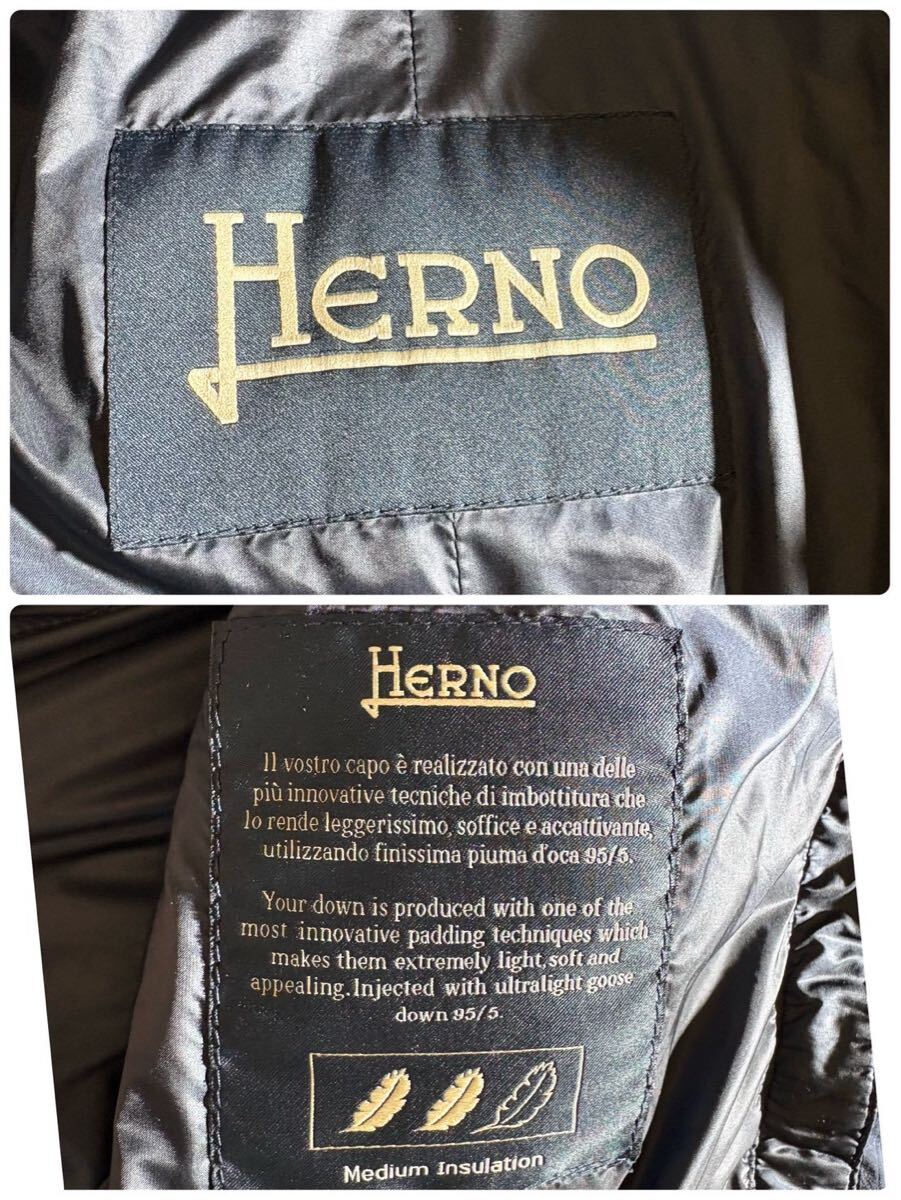 HERNO
HERNO
Il vostro capo è realizzato con una delle
più innovative tecniche di imbottitura che
lo rende leggerissimo, soffice e accattivante,
utilizzando finissima piuma d'oca 95/5.
Your down is produced with one of the
most innovative padding techniques which
makes them extremely light, soft and
appealing. Injected with ultralight goose
down 95/5.
Medium Insulation